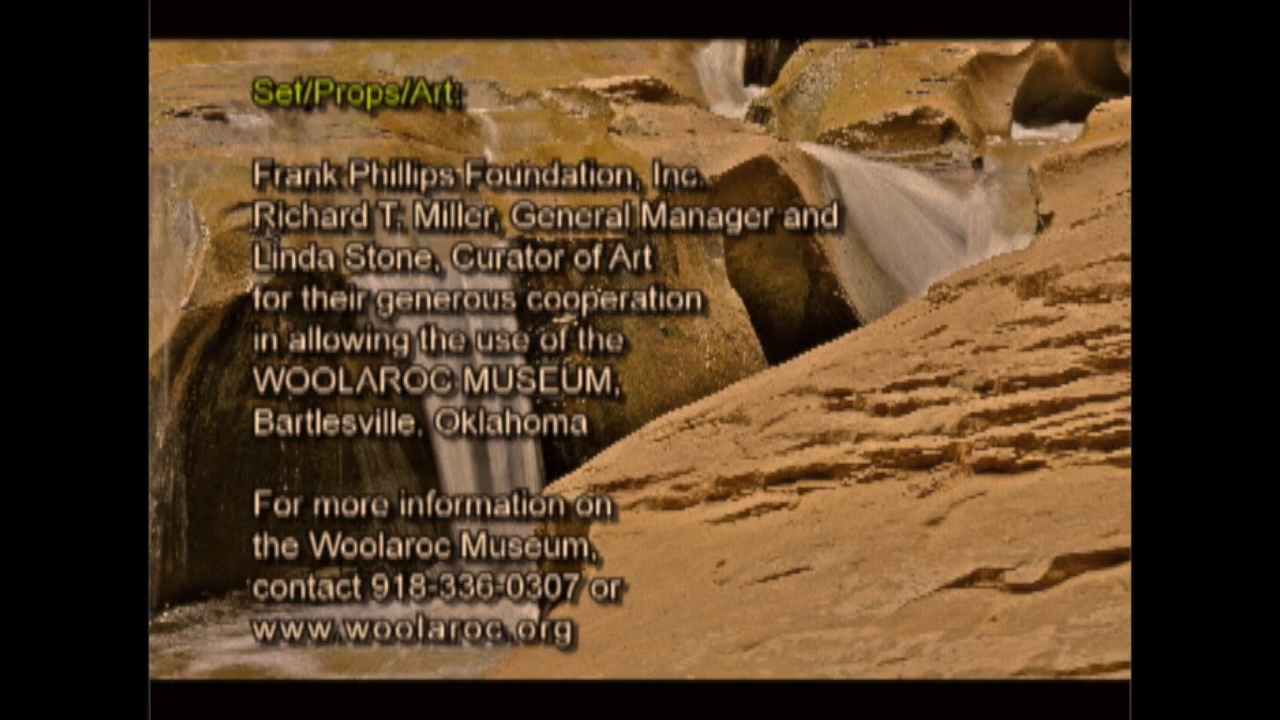 Set/Props/Art:
Frank Phillips Foundation, Inc.
Richard T. Miller, General Manager and
Linda Stone, Curator of Art
for their generous cooperation
in allowing the use of the
WOOLAROC MUSEUM,
Bartlesville, Oklahoma
For more information on
the Woolaroc Museum,
contact 918-336-0307 or
www.woolaroc.org